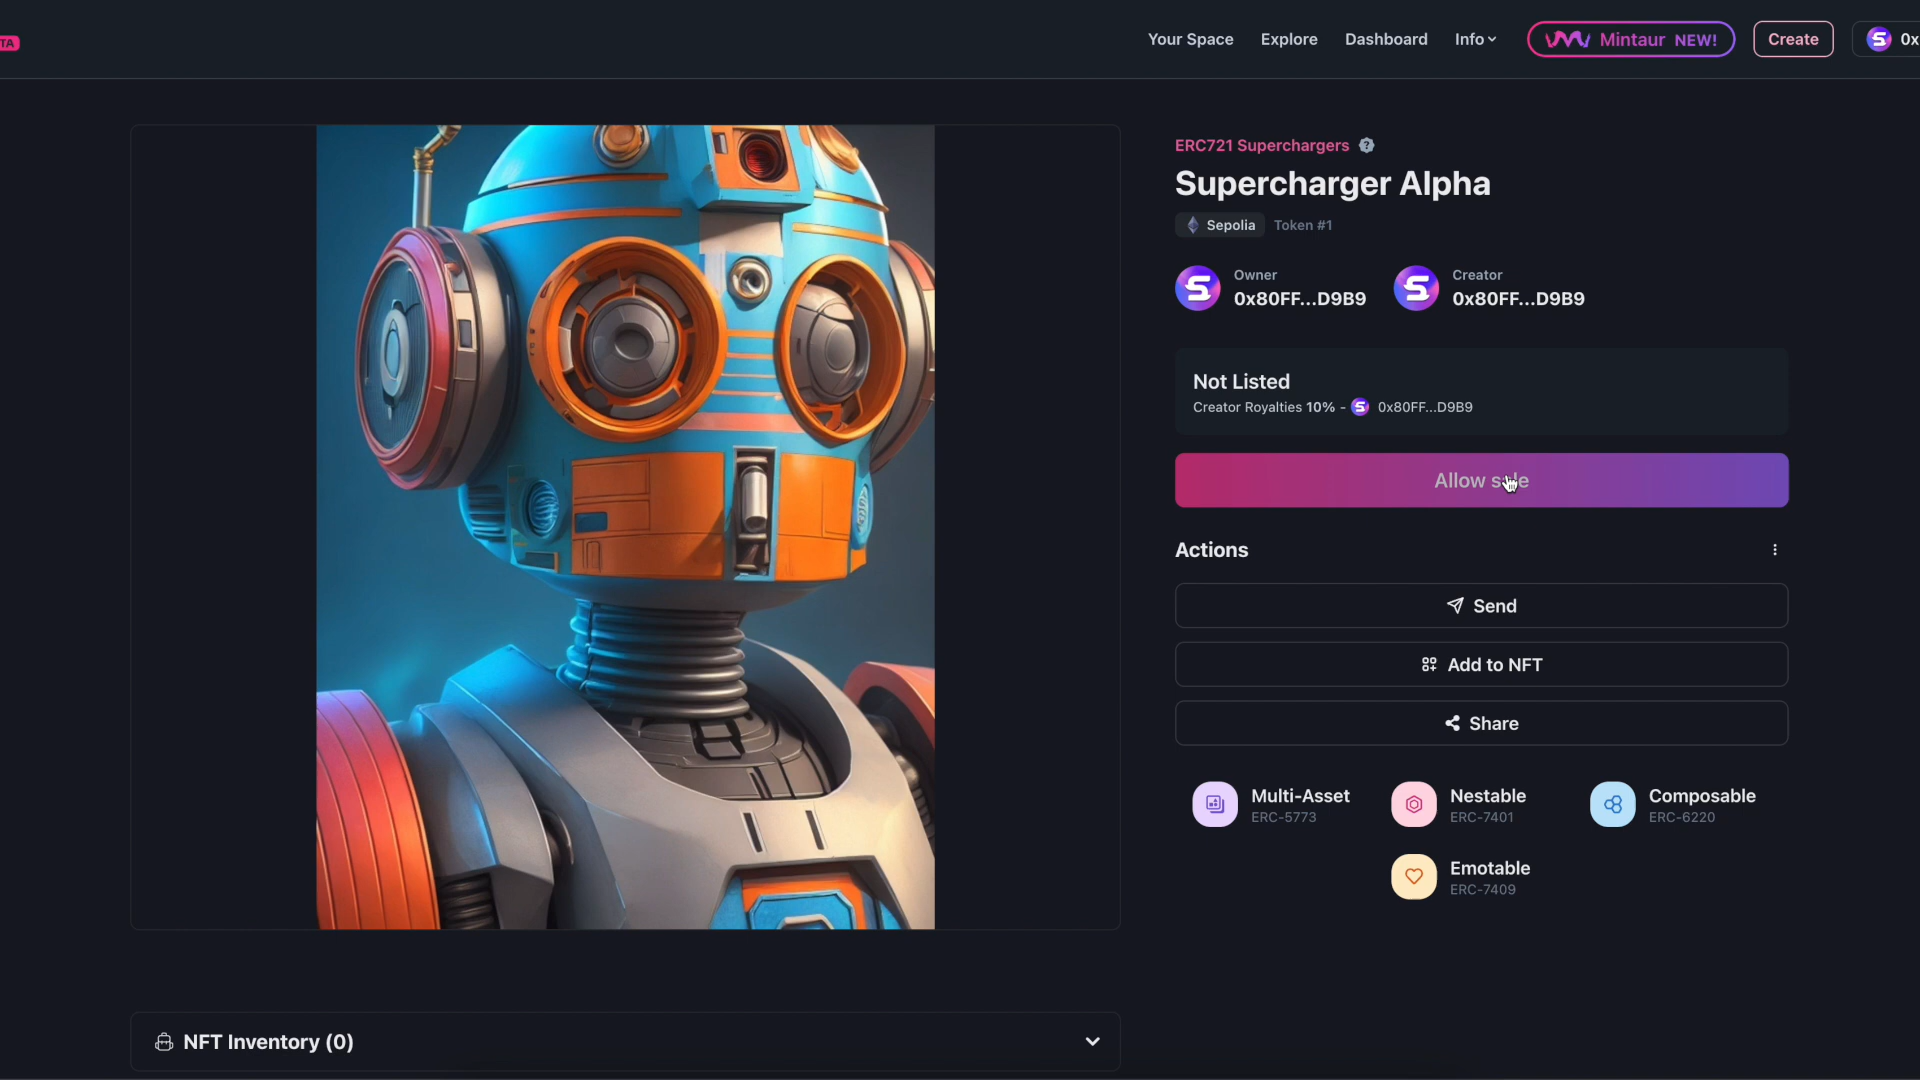 TA
Your Space
Explore
Dashboard
Info
Mintaur NEW!
Create
0x
ERC721 Superchargers
Supercharger Alpha
Sepolia
Token #1
Owner
0x80FF...D9B9
Creator
0x80FF...D9B9
Not Listed
Creator Royalties 10% - 0x80FF...D9B9
Allow sale
Actions
Send
Add to NFT
Share
Multi-Asset
ERC-5773
Nestable
ERC-7401
Composable
ERC-6220
Emotable
ERC-7409
NFT Inventory (0)